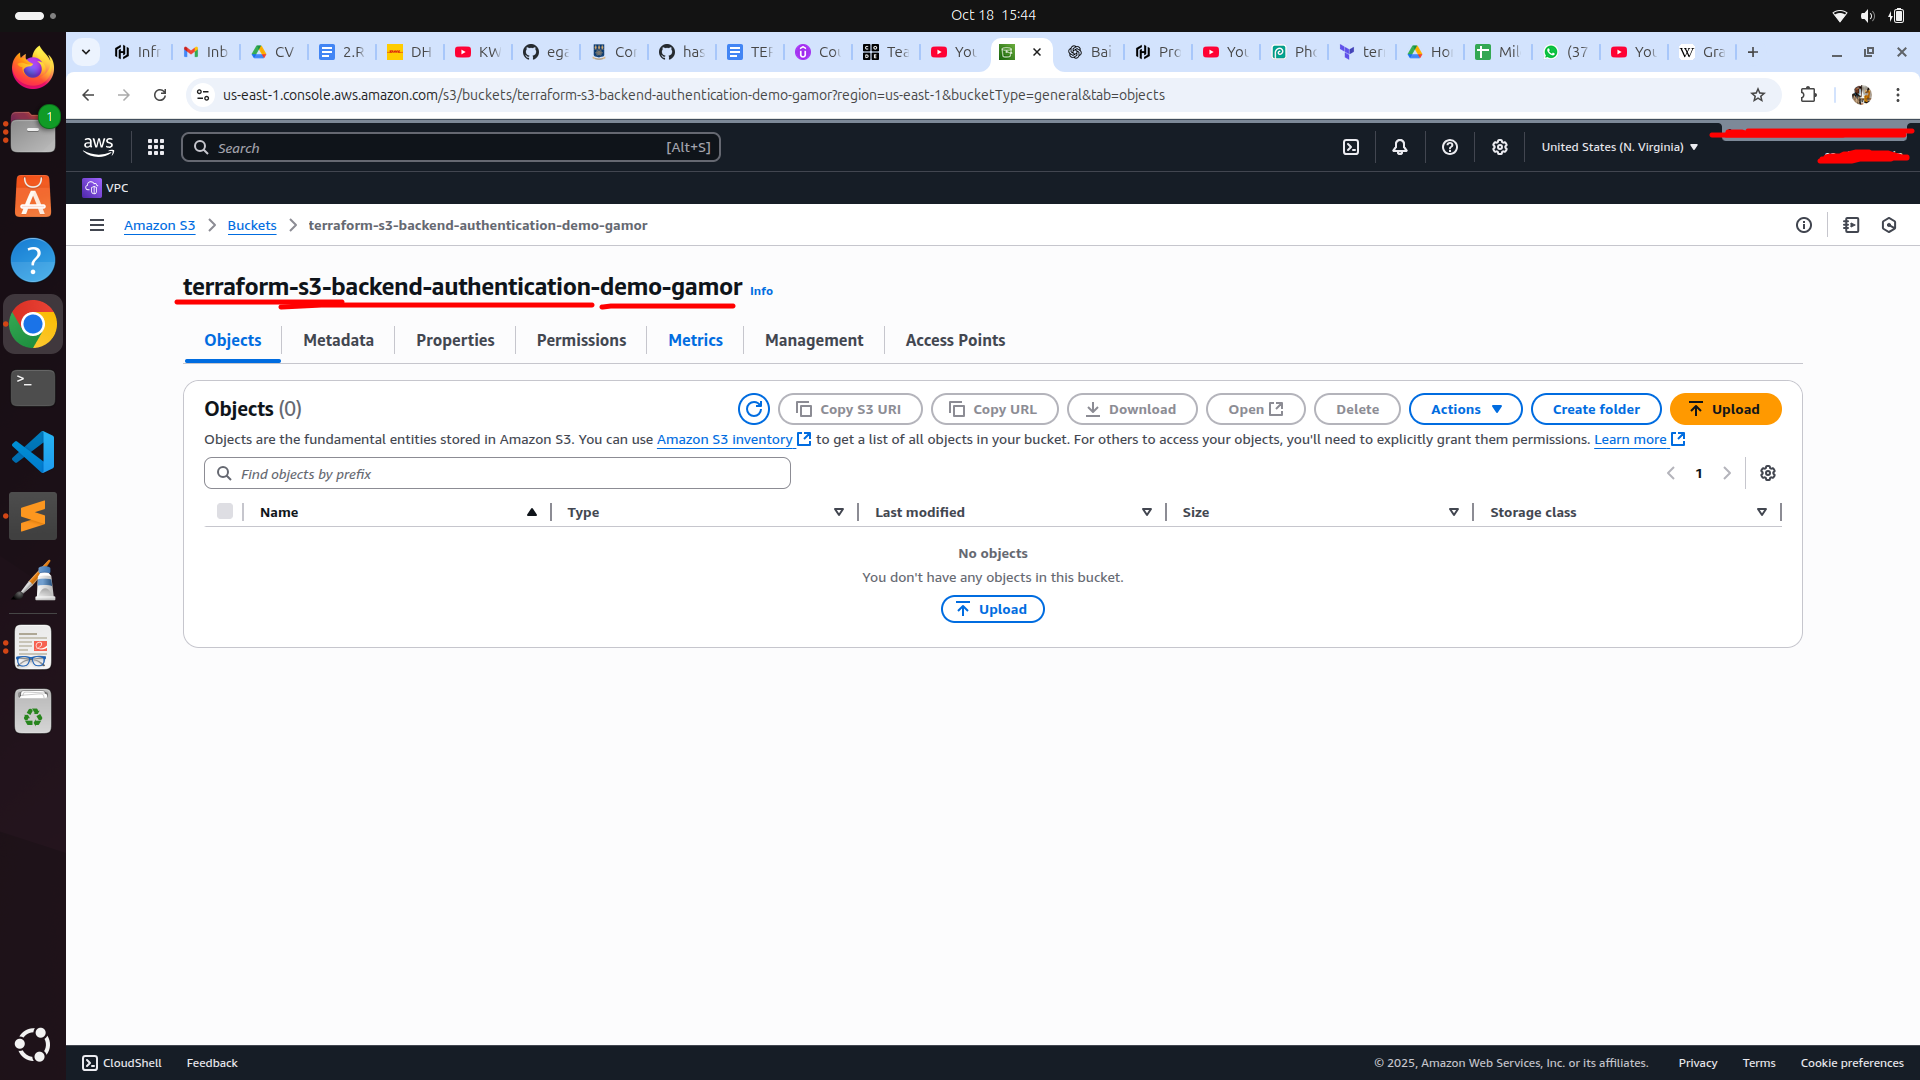 Oct 18 15:44
Infr
Inb
CV
2.R
DH
KW
ega
Cor
has
TEF
Cou
Tea
You
Bai
Pro
You
Pho
terr
Ho
Mil
(37
You
Gra
us-east-1.console.aws.amazon.com/s3/buckets/terraform-s3-backend-authentication-demo-gamor?region=us-east-1&bucketType=general&tab=objects
aws
Search
[Alt+S]
United States (N. Virginia)
VPC
Amazon S3
Buckets
terraform-s3-backend-authentication-demo-gamor
terraform-s3-backend-authentication-demo-gamor Info
Objects
Metadata
Properties
Permissions
Metrics
Management
Access Points
Objects (0)
Copy S3 URI
Copy URL
Download
Open
Delete
Actions
Create folder
Upload
Objects are the fundamental entities stored in Amazon S3. You can use Amazon S3 inventory to get a list of all objects in your bucket. For others to access your objects, you'll need to explicitly grant them permissions. Learn more
Find objects by prefix
1
Name
Type
Last modified
Size
Storage class
No objects
You don't have any objects in this bucket.
Upload
CloudShell
Feedback
© 2025, Amazon Web Services, Inc. or its affiliates.
Privacy
Terms
Cookie preferences